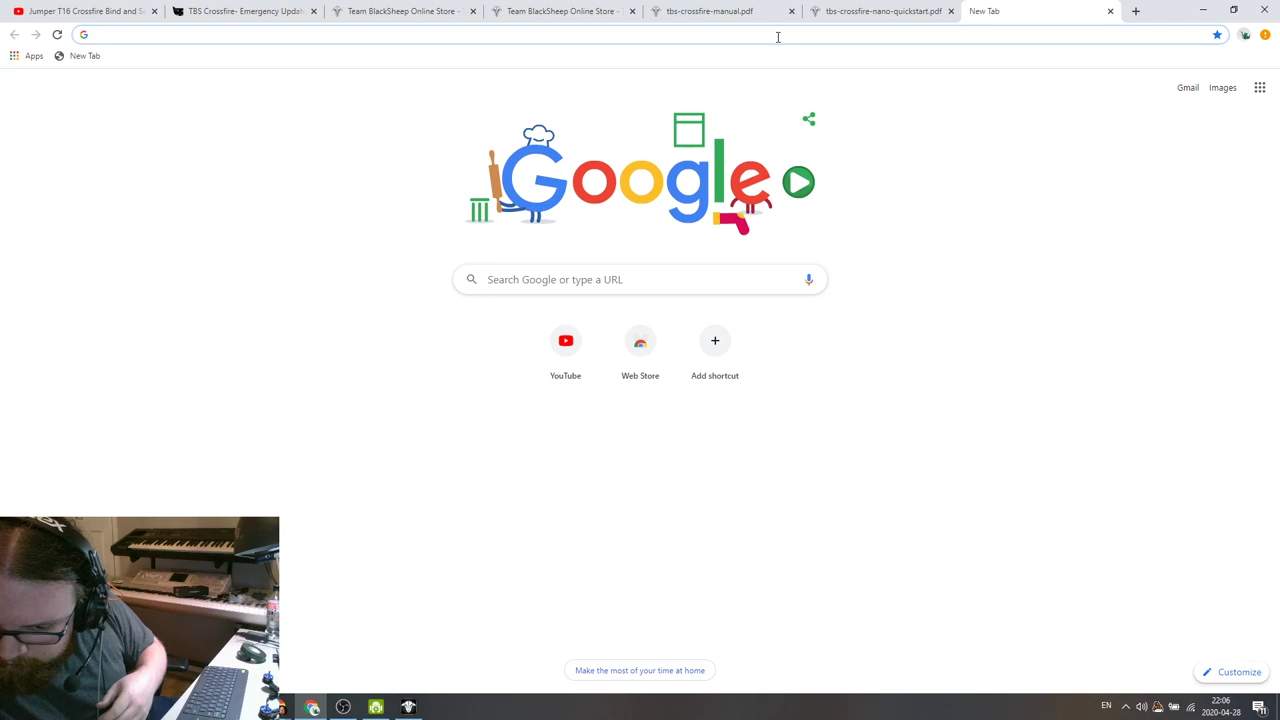 Jumper T16 Crossfire Bind and S
TBS Crossfire- Emergency Updat
Team BlackSheep Online Store -
Team BlackSheep Online Store -
tbs-crossfire-manual.pdf
tbs-crossfire-nano-quickstart.pdf
New Tab
Apps
New Tab
Gmail
Images
Google
Search Google or type a URL
YouTube
Web Store
Add shortcut
Make the most of your time at home
Customize
EN
22:06
2020-04-28